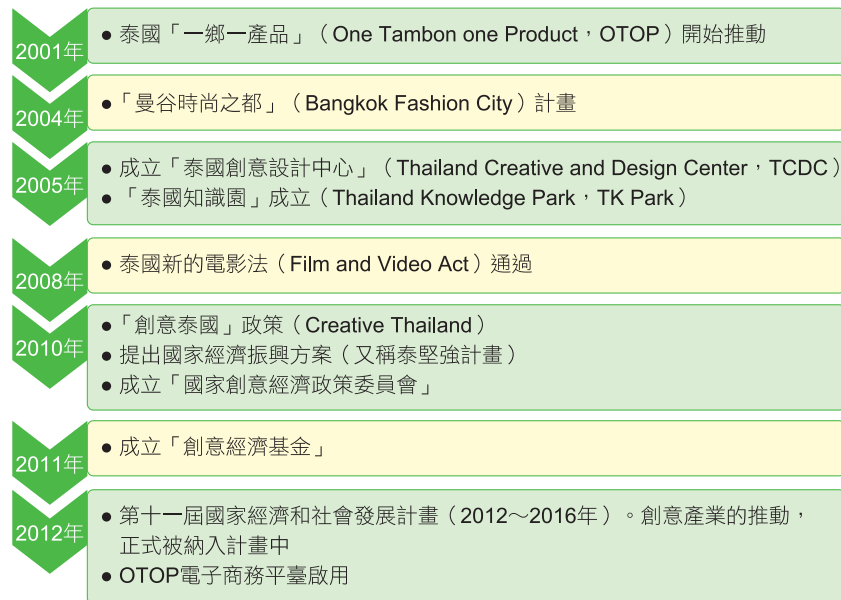 2001年
● 泰國「一鄉一產品」（One Tambon one Product，OTOP）開始推動
2004年
●「曼谷時尚之都」（Bangkok Fashion City）計畫
2005年
● 成立「泰國創意設計中心」（Thailand Creative and Design Center，TCDC）
● 「泰國知識園」成立（Thailand Knowledge Park，TK Park）
2008年
● 泰國新的電影法（Film and Video Act）通過
2010年
●「創意泰國」政策（Creative Thailand）
● 提出國家經濟振興方案（又稱泰堅強計畫）
● 成立「國家創意經濟政策委員會」
2011年
● 成立「創意經濟基金」
2012年
● 第十一屆國家經濟和社會發展計畫（2012～2016年）。創意產業的推動，
正式被納入計畫中
● OTOP電子商務平臺啟用